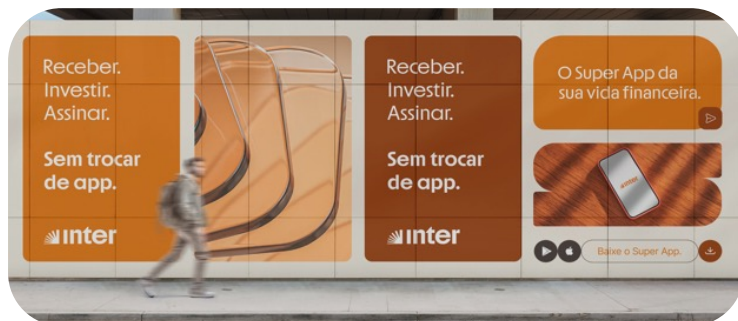 Receber.
Investir.
Assinar.
Sem trocar
de app.
inter
Receber.
Investir.
Assinar.
Sem trocar
de app.
inter
O Super App da
sua vida financeira.
inter
Baixe o Super App.